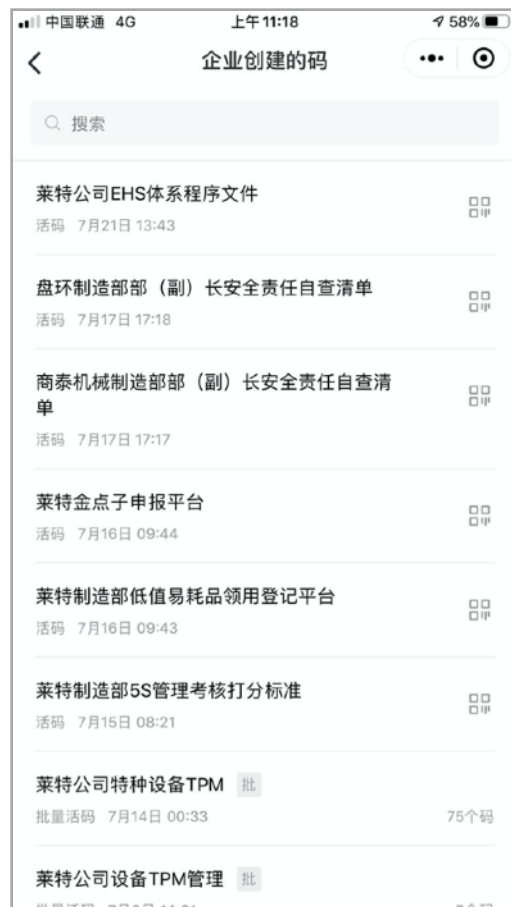 中国联通 4G 上午11:18 58%
企业创建的码
搜索
莱特公司EHS体系程序文件
活码 7月21日 13:43
盘环制造部部（副）长安全责任自查清单
活码 7月17日 17:18
商泰机械制造部部（副）长安全责任自查清
单
活码 7月17日 17:17
莱特金点子申报平台
活码 7月16日 09:44
莱特制造部低值易耗品领用登记平台
活码 7月16日 09:43
莱特制造部5S管理考核打分标准
活码 7月15日 08:21
莱特公司特种设备TPM 批
批量活码 7月14日 00:33 75个码
莱特公司设备TPM管理 批